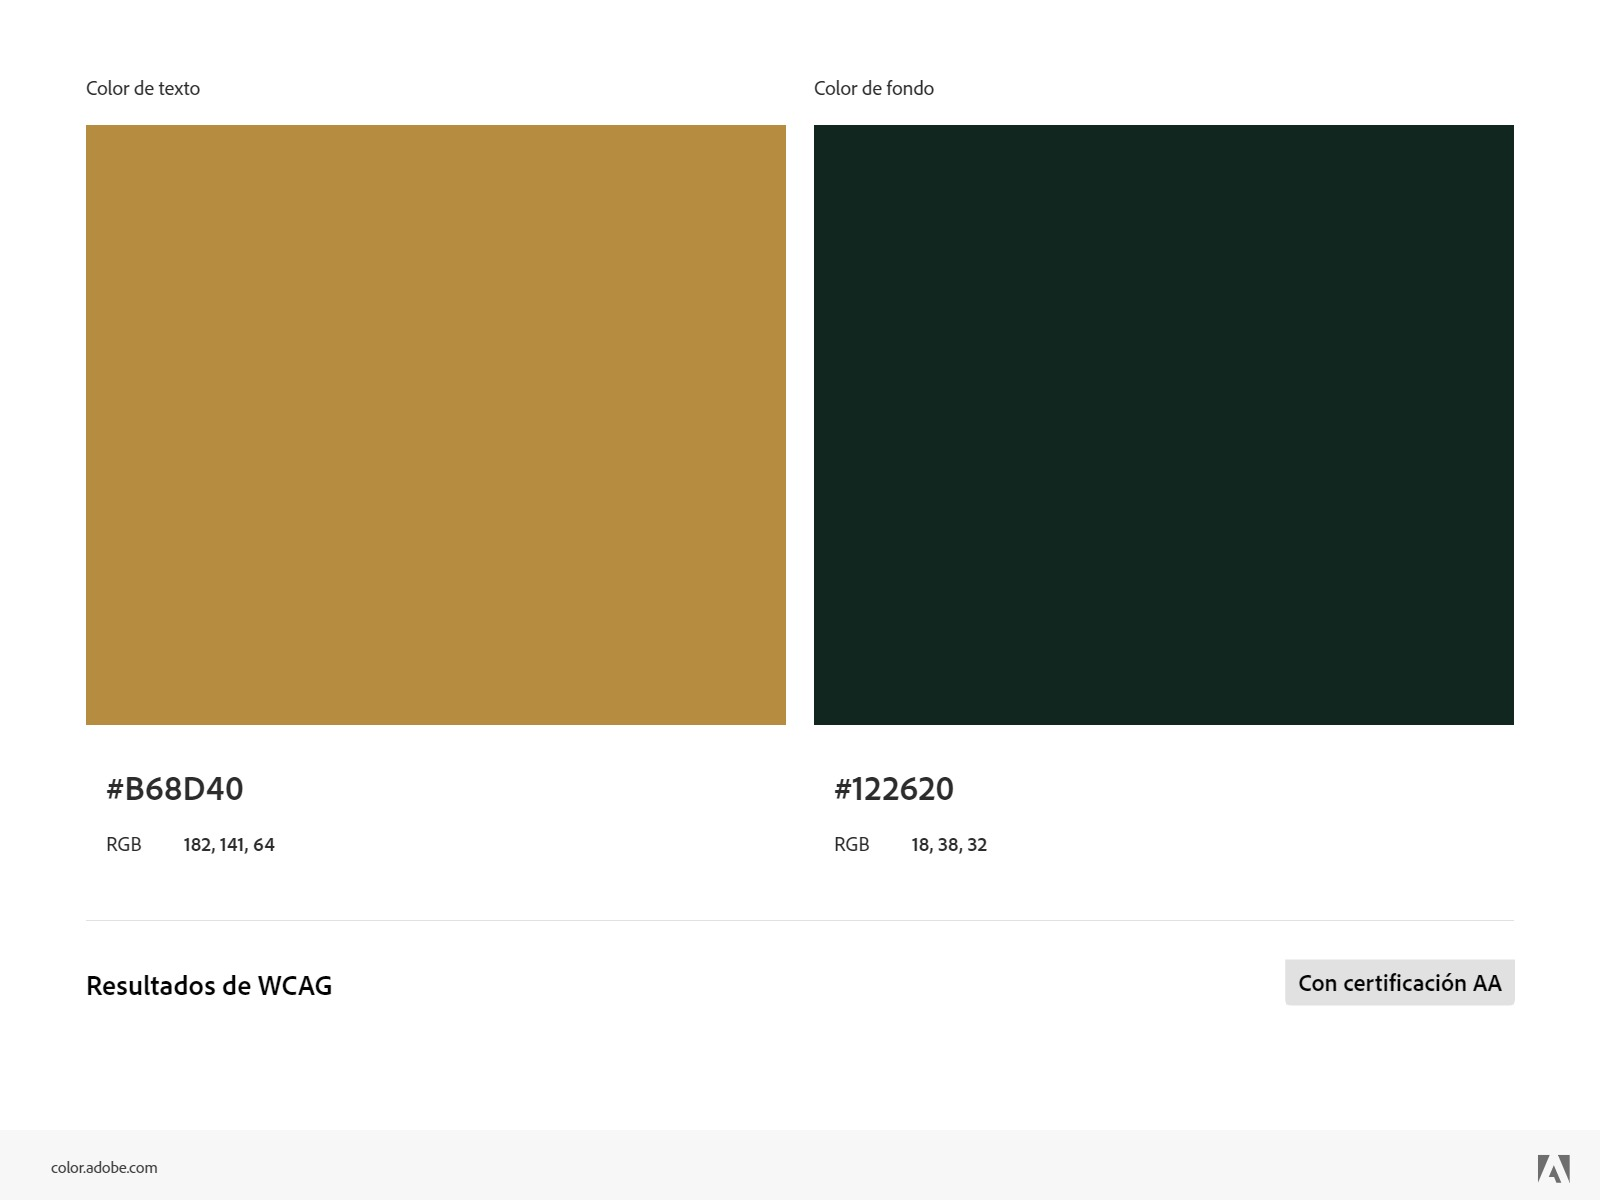 Color de texto
Color de fondo
#B68D40
#122620
RGB 182, 141, 64
RGB 18, 38, 32
Resultados de WCAG
Con certificación AA
color.adobe.com